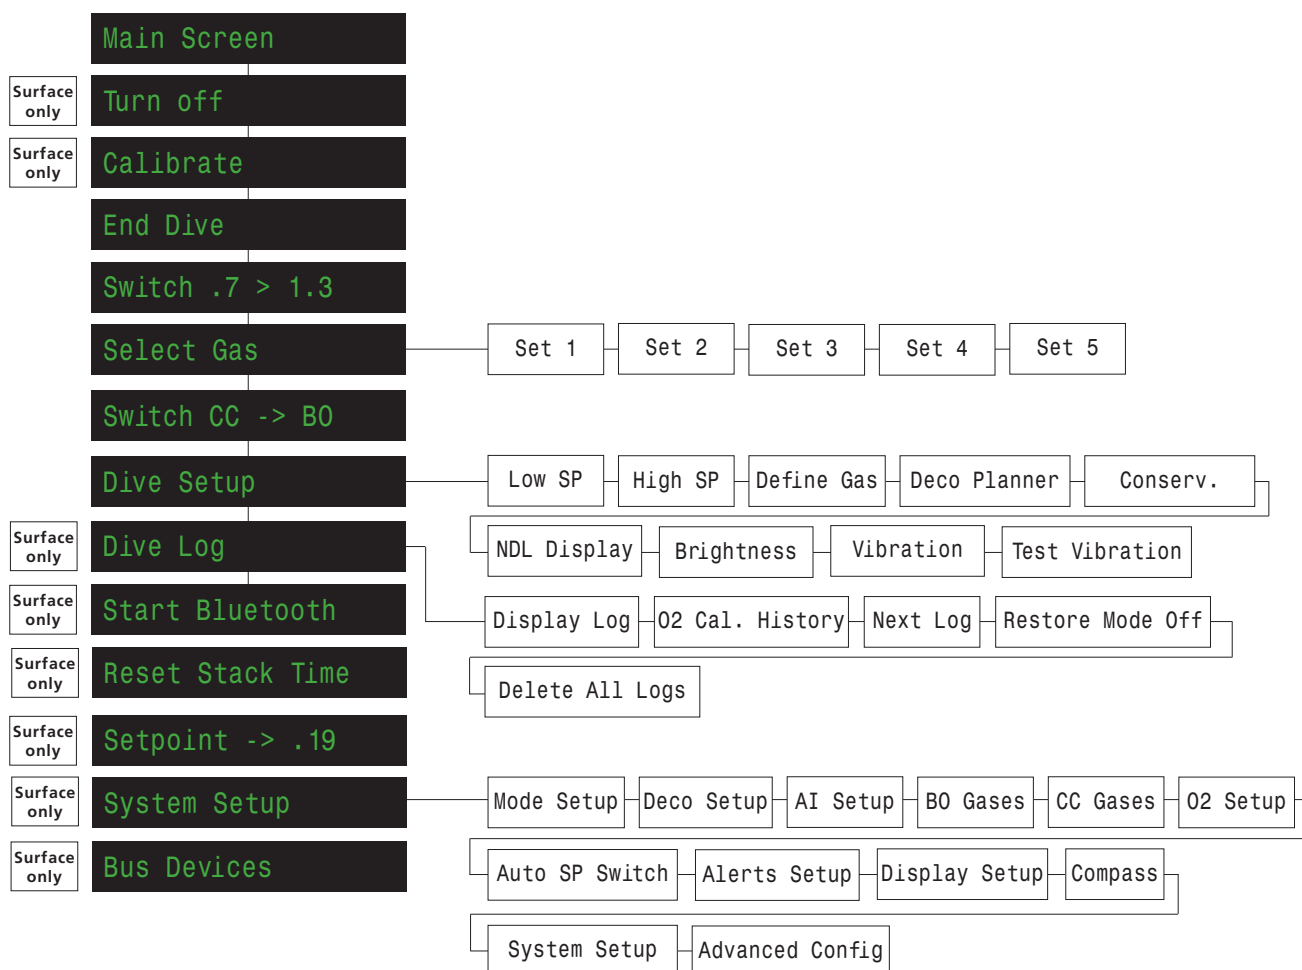 Main Screen
Surface
only
Turn off
Surface
only
Calibrate
End Dive
Switch .7 > 1.3
Select Gas
Set 1
Set 2
Set 3
Set 4
Set 5
Switch CC -> BO
Dive Setup
Low SP
High SP
Define Gas
Deco Planner
Conserv.
NDL Display
Brightness
Vibration
Test Vibration
Surface
only
Dive Log
Display Log
O2 Cal. History
Next Log
Restore Mode Off
Delete All Logs
Surface
only
Start Bluetooth
Surface
only
Reset Stack Time
Surface
only
Setpoint -> .19
Surface
only
System Setup
Mode Setup
Deco Setup
AI Setup
BO Gases
CC Gases
O2 Setup
Auto SP Switch
Alerts Setup
Display Setup
Compass
System Setup
Advanced Config
Surface
only
Bus Devices